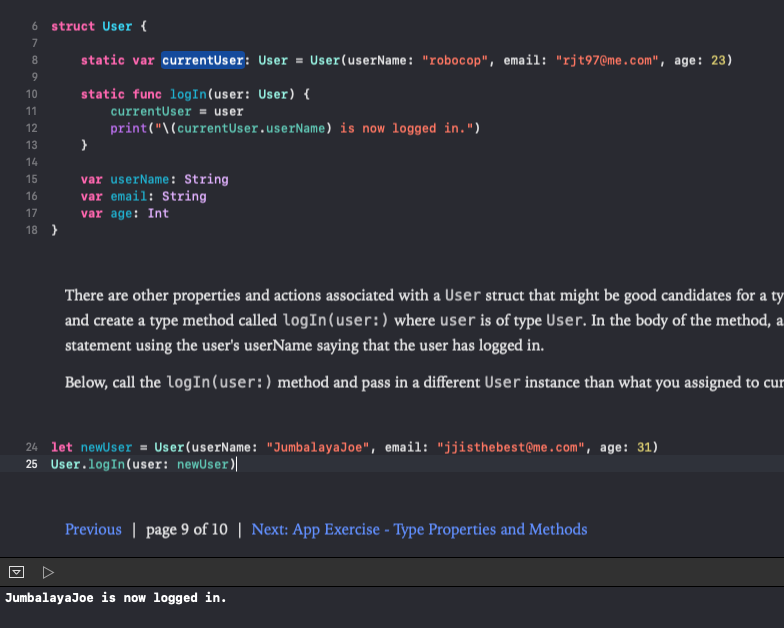 6 struct User {
7
8 static var currentUser: User = User(userName: "robocop", email: "rjt97@me.com", age: 23)
9
10 static func logIn(user: User) {
11 currentUser = user
12 print("\(currentUser.userName) is now logged in.")
13 }
14
15 var userName: String
16 var email: String
17 var age: Int
18 }
There are other properties and actions associated with a User struct that might be good candidates for a ty
and create a type method called logIn(user:) where user is of type User. In the body of the method, a
statement using the user's userName saying that the user has logged in.
Below, call the logIn(user:) method and pass in a different User instance than what you assigned to cur
24 let newUser = User(userName: "JumbalayaJoe", email: "jjisthebest@me.com", age: 31)
25 User.logIn(user: newUser)
Previous | page 9 of 10 | Next: App Exercise - Type Properties and Methods
JumbalayaJoe is now logged in.